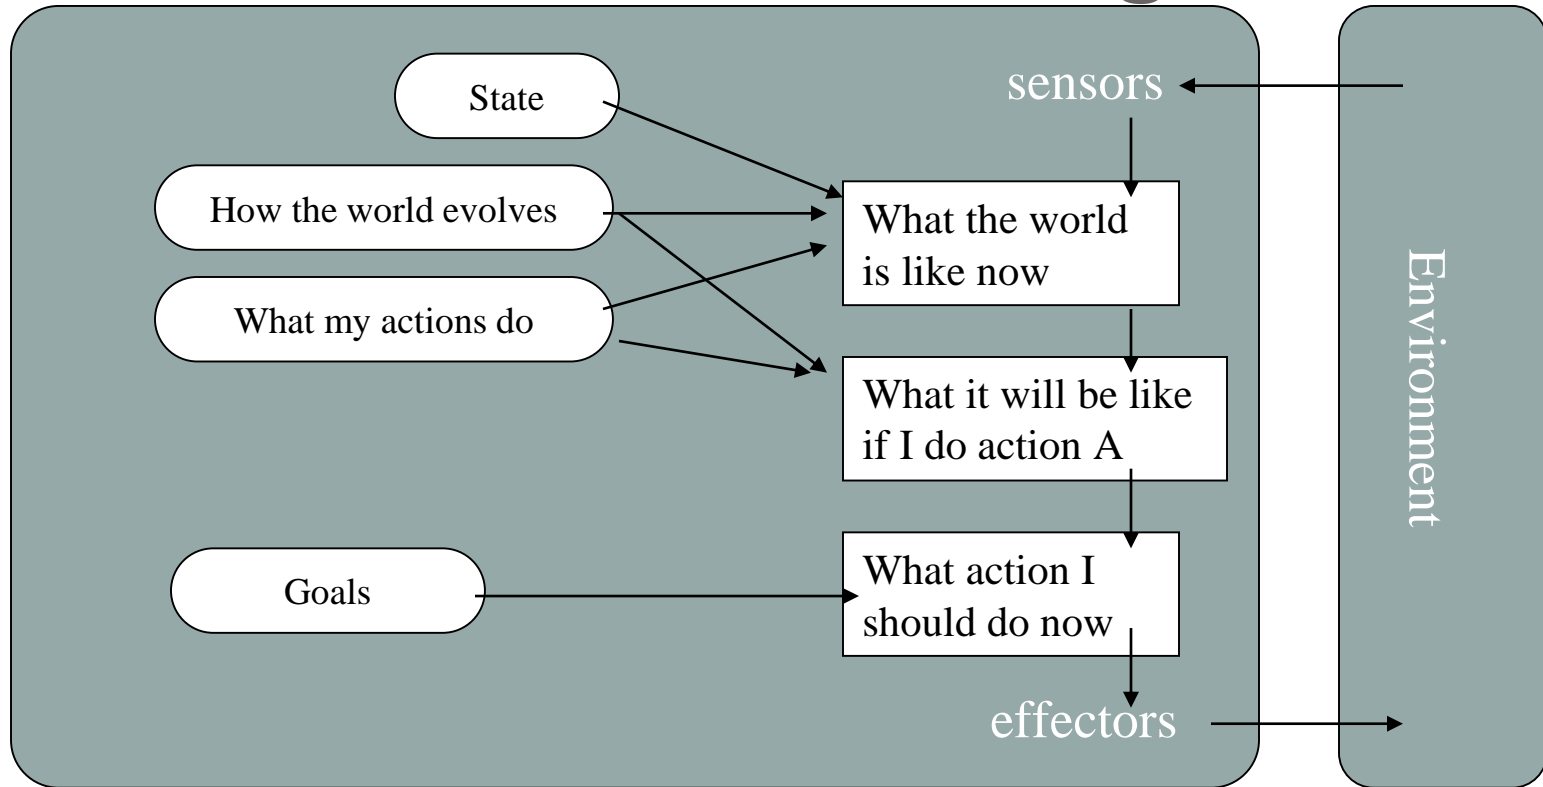 State
sensors
How the world evolves
What the world
is like now
What my actions do
What it will be like
if I do action A
Goals
What action I
should do now
effectors
Environment